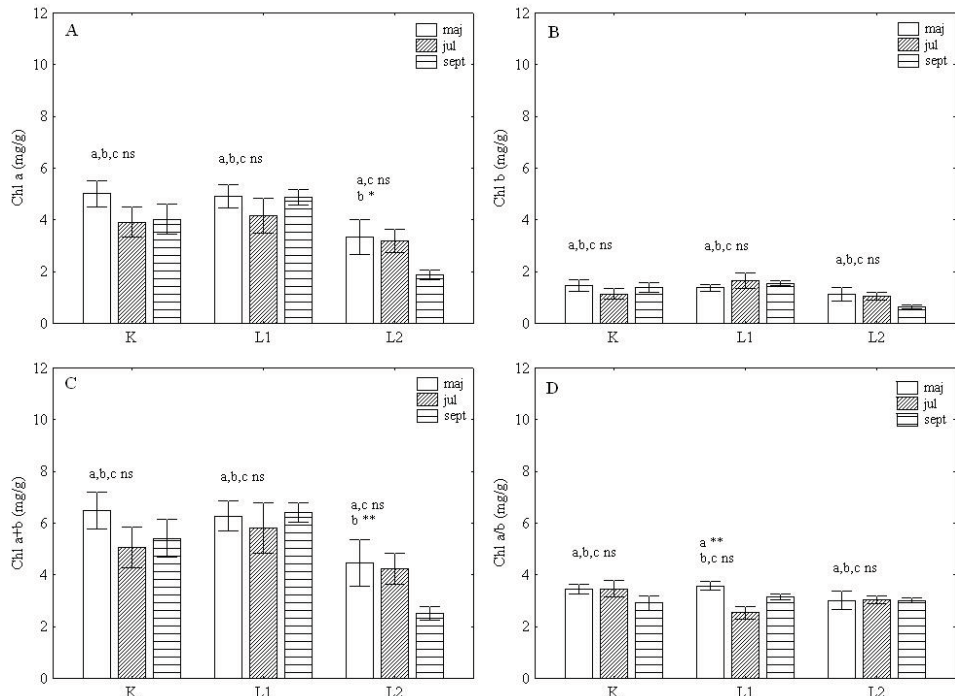 A
maj
jul
sept
12
10
8
6
4
2
0
Chl a (mg/g)
a,b,c ns
a,b,c ns
a,c ns
b *
K
L1
L2
B
maj
jul
sept
12
10
8
6
4
2
0
Chl b (mg/g)
a,b,c ns
a,b,c ns
a,b,c ns
K
L1
L2
C
maj
jul
sept
12
10
8
6
4
2
0
Chl a+b (mg/g)
a,b,c ns
a,b,c ns
a,c ns
b **
K
L1
L2
D
maj
jul
sept
12
10
8
6
4
2
0
Chl a/b (mg/g)
a,b,c ns
a **
b,c ns
a,b,c ns
K
L1
L2